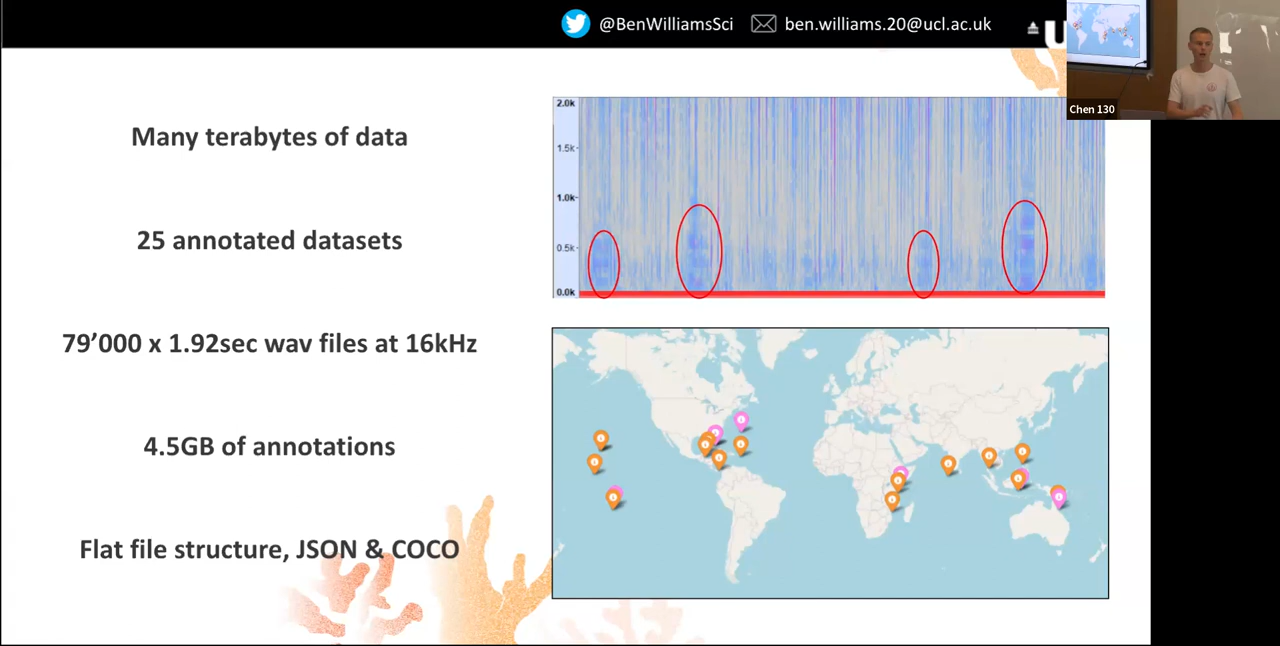 @BenWilliamsSci ben.williams.20@ucl.ac.uk
Chen 130
Many terabytes of data
25 annotated datasets
79’000 x 1.92sec wav files at 16kHz
4.5GB of annotations
Flat file structure, JSON & COCO
2.0k
1.5k
1.0k
0.5k
0.0k